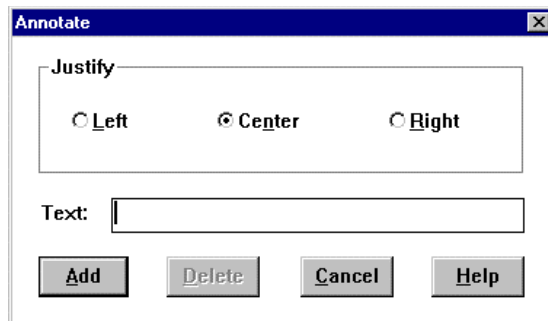 Annotate
Justify
Left Center Right
Text:
Add Delete Cancel Help